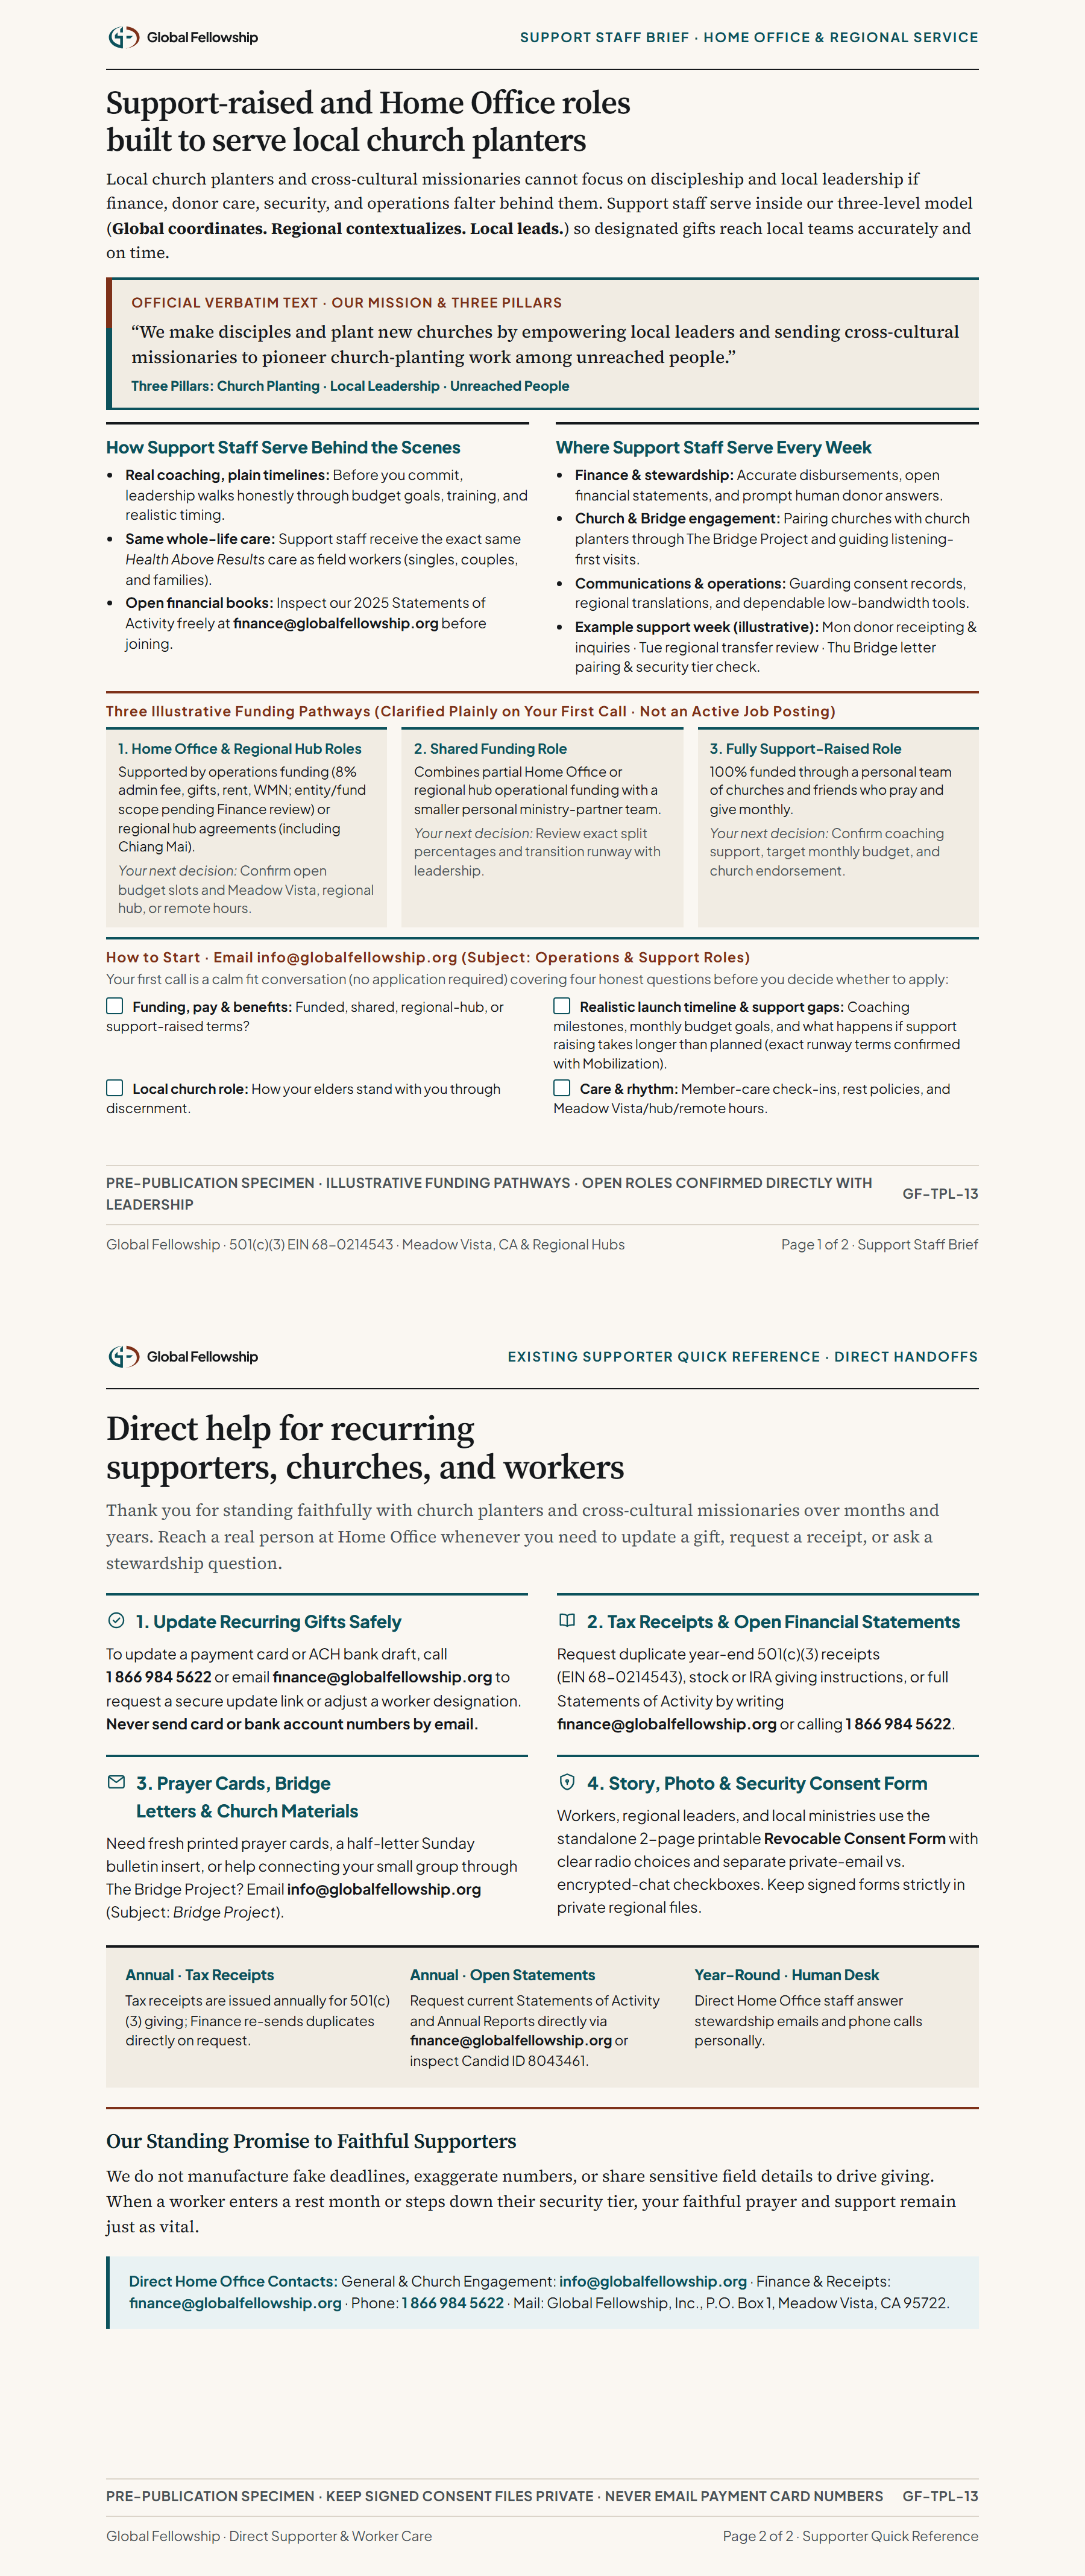 Global Fellowship
SUPPORT STAFF BRIEF · HOME OFFICE & REGIONAL SERVICE
Support-raised and Home Office roles
built to serve local church planters
Local church planters and cross-cultural missionaries cannot focus on discipleship and local leadership if
finance, donor care, security, and operations falter behind them. Support staff serve inside our three-level model
(Global coordinates. Regional contextualizes. Local leads.) so designated gifts reach local teams accurately and
on time.
OFFICIAL VERBATIM TEXT · OUR MISSION & THREE PILLARS
“We make disciples and plant new churches by empowering local leaders and sending cross-cultural
missionaries to pioneer church-planting work among unreached people.”
Three Pillars: Church Planting · Local Leadership · Unreached People
How Support Staff Serve Behind the Scenes
• Real coaching, plain timelines: Before you commit,
leadership walks honestly through budget goals, training, and
realistic timing.
• Same whole-life care: Support staff receive the exact same
Health Above Results care as field workers (singles, couples,
and families).
• Open financial books: Inspect our 2025 Statements of
Activity freely at finance@globalfellowship.org before
joining.
Where Support Staff Serve Every Week
• Finance & stewardship: Accurate disbursements, open
financial statements, and prompt human donor answers.
• Church & Bridge engagement: Pairing churches with church
planters through The Bridge Project and guiding listening-
first visits.
• Communications & operations: Guarding consent records,
regional translations, and dependable low-bandwidth tools.
• Example support week (illustrative): Mon donor receipting &
inquiries · Tue regional transfer review · Thu Bridge letter
pairing & security tier check.
Three Illustrative Funding Pathways (Clarified Plainly on Your First Call · Not an Active Job Posting)
1. Home Office & Regional Hub Roles
Supported by operations funding (8%
admin fee, gifts, rent, WMN; entity/fund
scope pending Finance review) or
regional hub agreements (including
Chiang Mai).
Your next decision: Confirm open
budget slots and Meadow Vista, regional
hub, or remote hours.
2. Shared Funding Role
Combines partial Home Office or
regional hub operational funding with a
smaller personal ministry-partner team.
Your next decision: Review exact split
percentages and transition runway with
leadership.
3. Fully Support-Raised Role
100% funded through a personal team
of churches and friends who pray and
give monthly.
Your next decision: Confirm coaching
support, target monthly budget, and
church endorsement.
How to Start · Email info@globalfellowship.org (Subject: Operations & Support Roles)
Your first call is a calm fit conversation (no application required) covering four honest questions before you decide whether to apply:
Funding, pay & benefits: Funded, shared, regional-hub, or
support-raised terms?
Realistic launch timeline & support gaps: Coaching
milestones, monthly budget goals, and what happens if support
raising takes longer than planned (exact runway terms confirmed
with Mobilization).
Local church role: How your elders stand with you through
discernment.
Care & rhythm: Member-care check-ins, rest policies, and
Meadow Vista/hub/remote hours.
PRE-PUBLICATION SPECIMEN · ILLUSTRATIVE FUNDING PATHWAYS · OPEN ROLES CONFIRMED DIRECTLY WITH
LEADERSHIP
GF-TPL-13
Global Fellowship · 501(c)(3) EIN 68-0214543 · Meadow Vista, CA & Regional Hubs
Page 1 of 2 · Support Staff Brief
Global Fellowship
EXISTING SUPPORTER QUICK REFERENCE · DIRECT HANDOFFS
Direct help for recurring
supporters, churches, and workers
Thank you for standing faithfully with church planters and cross-cultural missionaries over months and
years. Reach a real person at Home Office whenever you need to update a gift, request a receipt, or ask a
stewardship question.
1. Update Recurring Gifts Safely
To update a payment card or ACH bank draft, call
1 866 984 5622 or email finance@globalfellowship.org to
request a secure update link or adjust a worker designation.
Never send card or bank account numbers by email.
2. Tax Receipts & Open Financial Statements
Request duplicate year-end 501(c)(3) receipts
(EIN 68-0214543), stock or IRA giving instructions, or full
Statements of Activity by writing
finance@globalfellowship.org or calling 1 866 984 5622.
3. Prayer Cards, Bridge
Letters & Church Materials
Need fresh printed prayer cards, a half-letter Sunday
bulletin insert, or help connecting your small group through
The Bridge Project? Email info@globalfellowship.org
(Subject: Bridge Project).
4. Story, Photo & Security Consent Form
Workers, regional leaders, and local ministries use the
standalone 2-page printable Revocable Consent Form with
clear radio choices and separate private-email vs.
encrypted-chat checkboxes. Keep signed forms strictly in
private regional files.
Annual · Tax Receipts
Tax receipts are issued annually for 501(c)
(3) giving; Finance re-sends duplicates
directly on request.
Annual · Open Statements
Request current Statements of Activity
and Annual Reports directly via
finance@globalfellowship.org or
inspect Candid ID 8043461.
Year-Round · Human Desk
Direct Home Office staff answer
stewardship emails and phone calls
personally.
Our Standing Promise to Faithful Supporters
We do not manufacture fake deadlines, exaggerate numbers, or share sensitive field details to drive giving.
When a worker enters a rest month or steps down their security tier, your faithful prayer and support remain
just as vital.
Direct Home Office Contacts: General & Church Engagement: info@globalfellowship.org · Finance & Receipts:
finance@globalfellowship.org · Phone: 1 866 984 5622 · Mail: Global Fellowship, Inc., P.O. Box 1, Meadow Vista, CA 95722.
PRE-PUBLICATION SPECIMEN · KEEP SIGNED CONSENT FILES PRIVATE · NEVER EMAIL PAYMENT CARD NUMBERS
GF-TPL-13
Global Fellowship · Direct Supporter & Worker Care
Page 2 of 2 · Supporter Quick Reference